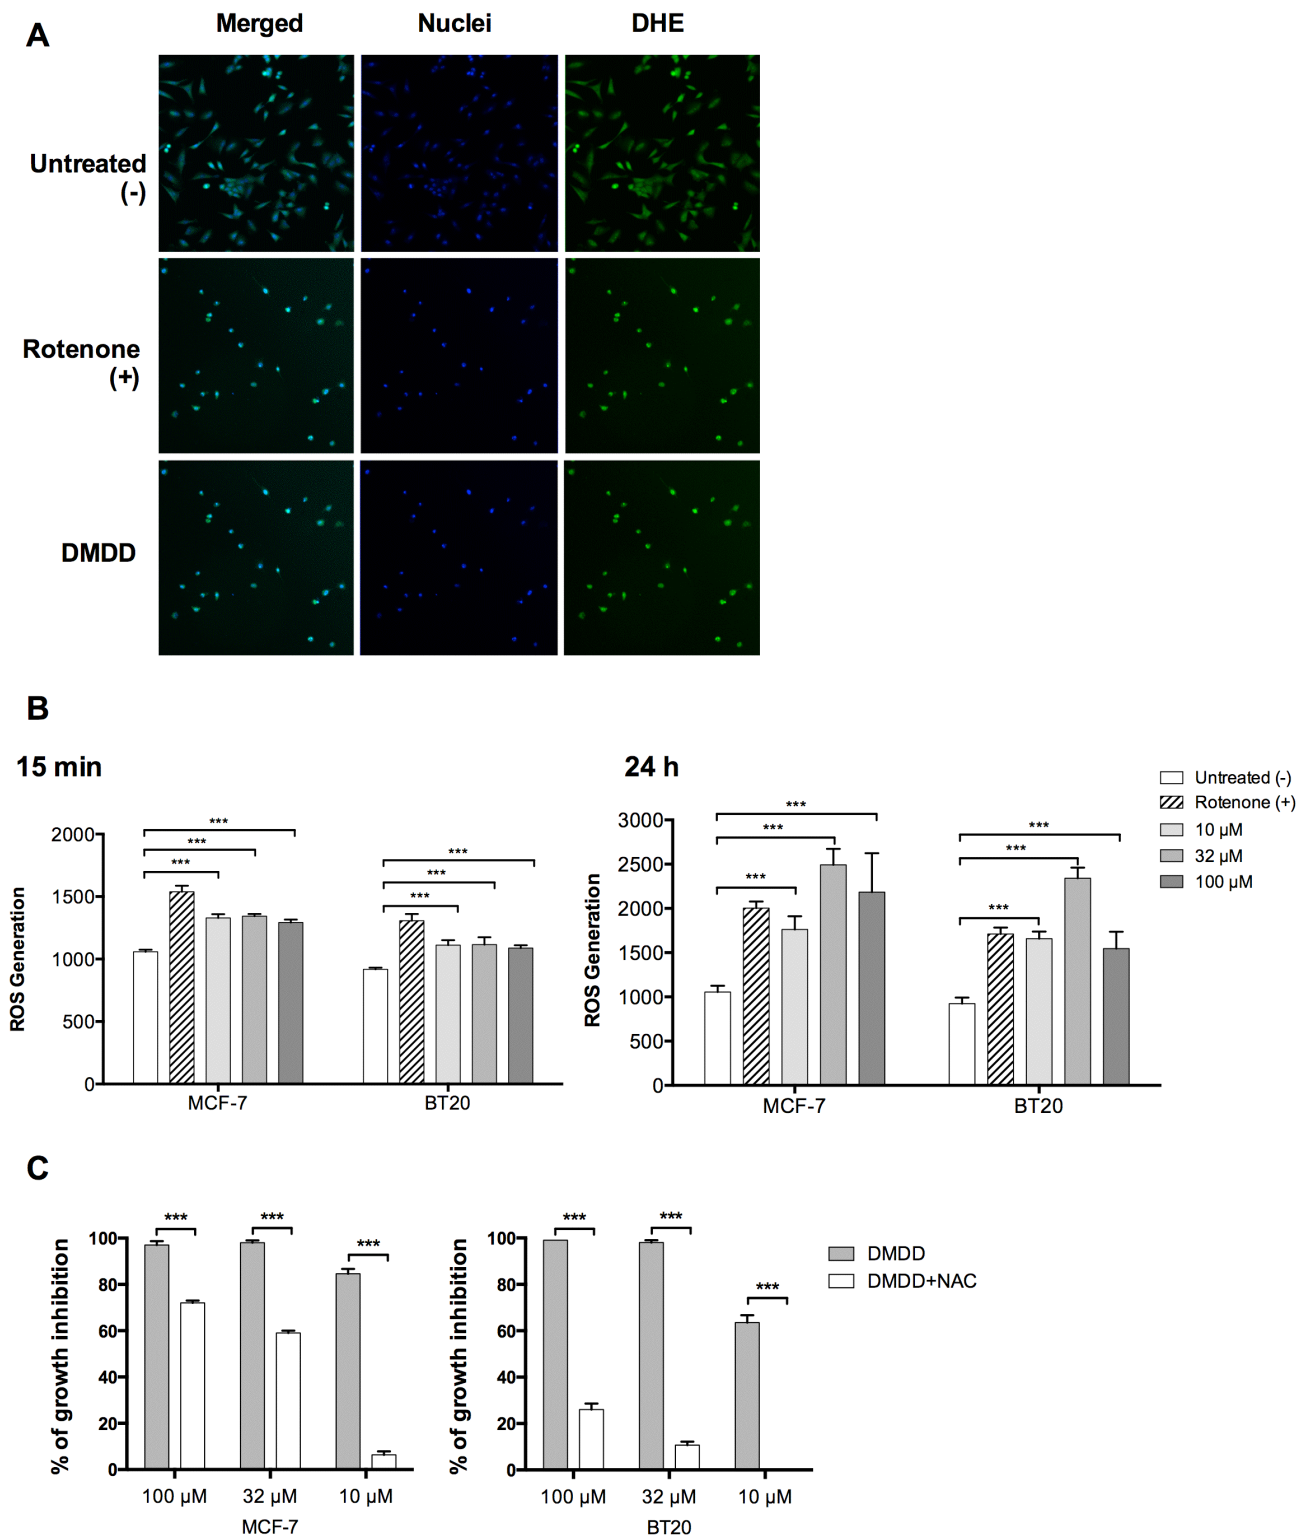 A
Merged Nuclei DHE
Untreated
(-)
Rotenone
(+)
DMDD
B
15 min
24 h
Untreated (-)
Rotenone (+)
10 µM
32 µM
100 µM
ROS Generation
2000
1500
1000
500
0
*** *** ***
*** *** ***
MCF-7 BT20
ROS Generation
3000
2500
2000
1500
1000
500
0
*** *** ***
*** *** ***
MCF-7 BT20
C
% of growth inhibition
100
80
60
40
20
0
*** *** ***
100 µM 32 µM 10 µM
MCF-7
% of growth inhibition
100
80
60
40
20
0
*** *** ***
100 µM 32 µM 10 µM
BT20
DMDD
DMDD+NAC